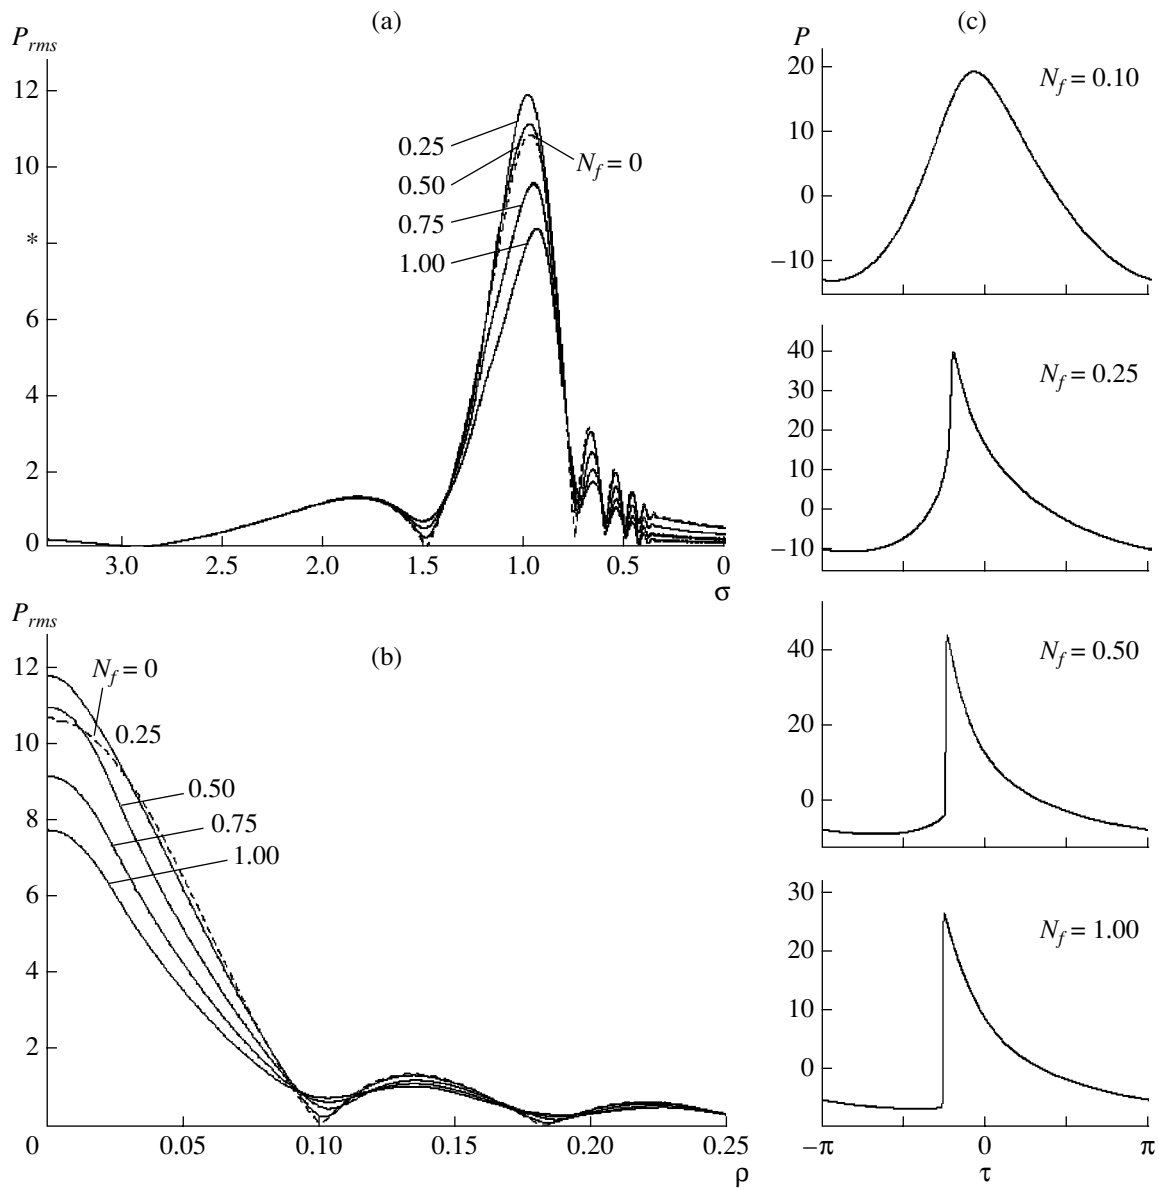 (a)
P_rms
12
10
*
6
4
2
0
0.25
0.50
0.75
1.00
N_f = 0
3.0 2.5 2.0 1.5 1.0 0.5 0
σ
P_rms
(b)
12
10
8
6
4
2
0
N_f = 0
0.25
0.50
0.75
1.00
0.05 0.10 0.15 0.20 0.25
ρ
(c)
P
N_f = 0.10
20
10
0
−10
N_f = 0.25
40
30
20
10
0
−10
N_f = 0.50
40
20
0
N_f = 1.00
30
20
10
0
−π 0 π
τ